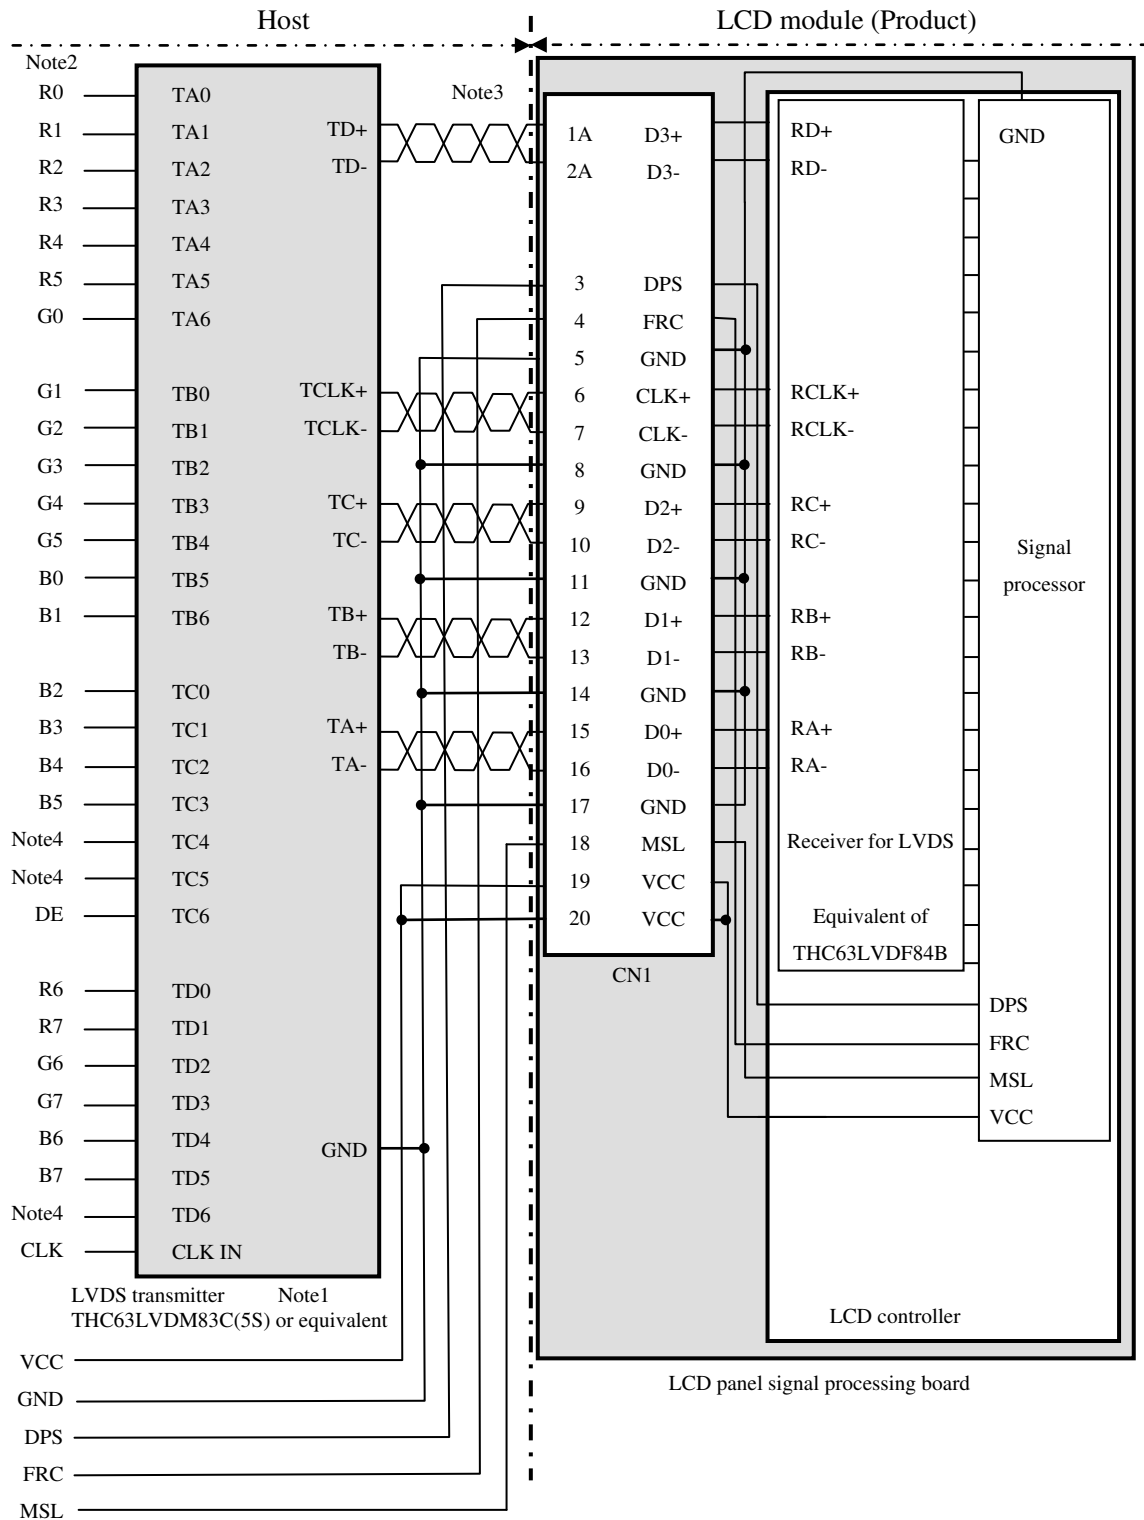 Host
LCD module (Product)
Note2
R0
R1
R2
R3
R4
R5
G0
G1
G2
G3
G4
G5
B0
B1
B2
B3
B4
B5
Note4
Note4
DE
R6
R7
G6
G7
B6
B7
Note4
CLK
TA0
TA1
TA2
TA3
TA4
TA5
TA6
TB0
TB1
TB2
TB3
TB4
TB5
TB6
TC0
TC1
TC2
TC3
TC4
TC5
TC6
TD0
TD1
TD2
TD3
TD4
TD5
TD6
CLK IN
TD+
TD-
TCLK+
TCLK-
TC+
TC-
TB+
TB-
TA+
TA-
GND
LVDS transmitter Note1
THC63LVDM83C(5S) or equivalent
VCC
GND
DPS
FRC
MSL
Note3
1A D3+
2A D3-
3 DPS
4 FRC
5 GND
6 CLK+
7 CLK-
8 GND
9 D2+
10 D2-
11 GND
12 D1+
13 D1-
14 GND
15 D0+
16 D0-
17 GND
18 MSL
19 VCC
20 VCC
CN1
RD+
RD-
RCLK+
RCLK-
RC+
RC-
RB+
RB-
RA+
RA-
Receiver for LVDS
Equivalent of
THC63LVDF84B
GND
Signal
processor
DPS
FRC
MSL
VCC
LCD controller
LCD panel signal processing board